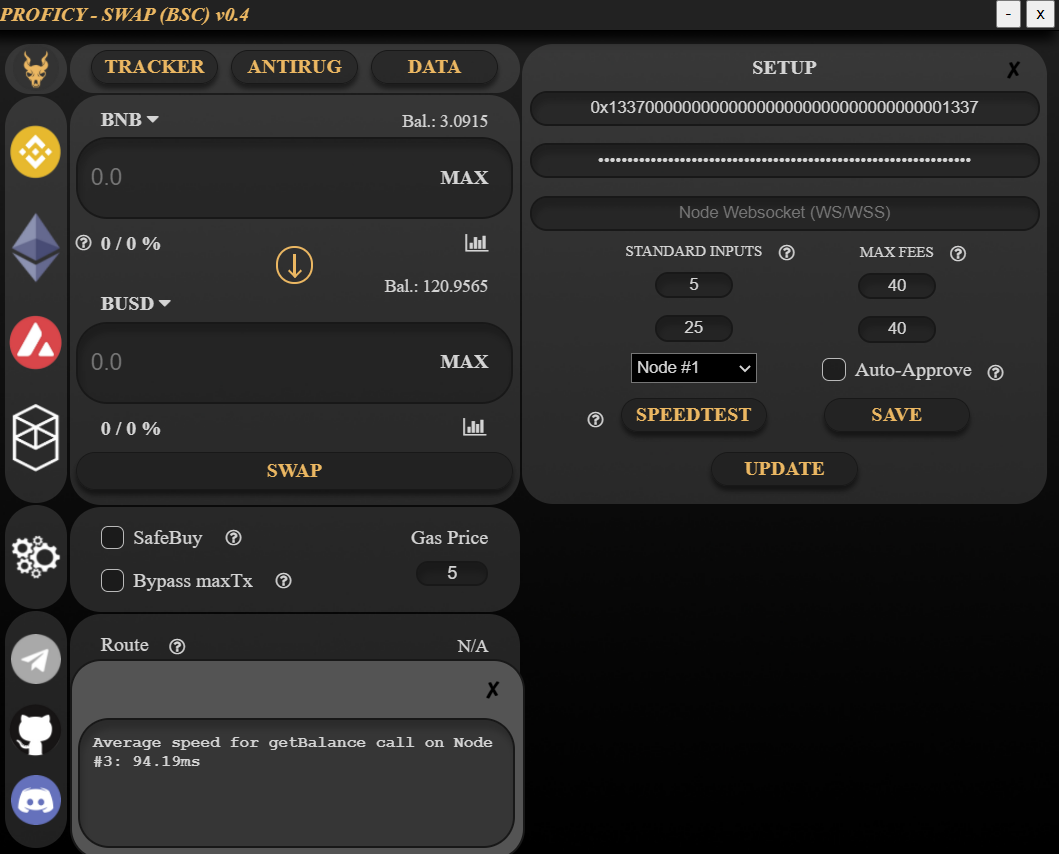 PROFICY - SWAP (BSC) v0.4
- X
TRACKER ANTIRUG DATA
BNB Bal.: 3.0915
0.0 MAX
? 0 / 0 %
BUSD Bal.: 120.9565
0.0 MAX
0 / 0 %
SWAP
SafeBuy ? Gas Price
Bypass maxTx ? 5
Route ? N/A
X
Average speed for getBalance call on Node
#3: 94.19ms
SETUP X
0x1337000000000000000000000000000000001337
••••••••••••••••••••••••••••••••••••••••••••••••••••••••••••••••
Node Websocket (WS/WSS)
STANDARD INPUTS ? MAX FEES ?
5 40
25 40
Node #1 Auto-Approve ?
? SPEEDTEST SAVE
UPDATE